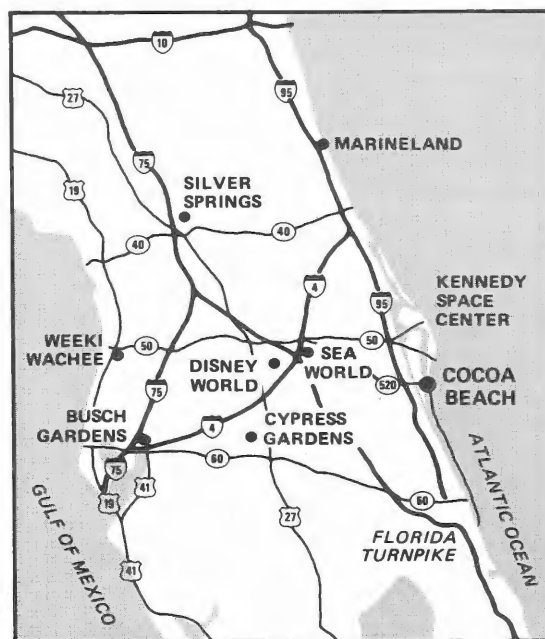 10
95
27
75
MARINELAND
19
SILVER
SPRINGS
40
40
4
KENNEDY
SPACE
CENTER
95
50
WEEKI
WACHEE
50
DISNEY
WORLD
SEA
WORLD
520
COCOA
BEACH
75
BUSCH
GARDENS
4
CYPRESS
GARDENS
75
60
41
19
60
27
FLORIDA
TURNPIKE
ATLANTIC OCEAN
GULF OF MEXICO
41